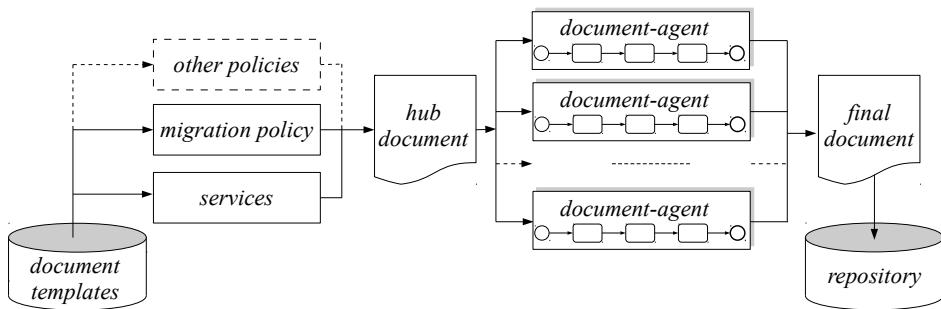 other policies
migration policy
services
document
templates
hub
document
document-agent
document-agent
document-agent
final
document
repository